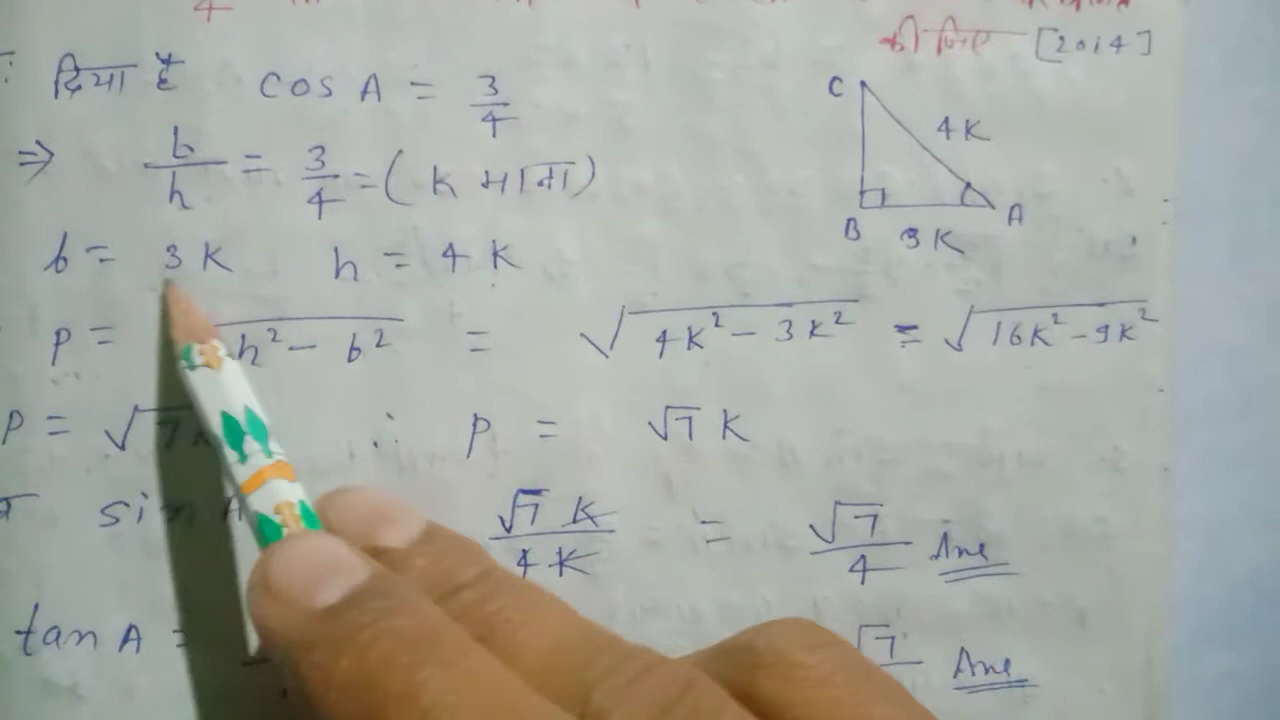 [2014]
दिया है cos A = 3/4
⇒ b/h = 3/4 = ( K माना)
C
4K
B
A
3K
b = 3K h = 4K
p = h² - b² = √4K² - 3K² = √16K² - 9K²
p = √7K ∴ p = √7 K
sin A √7 K/4K = √7/4 Ans
tan A = √7 Ans